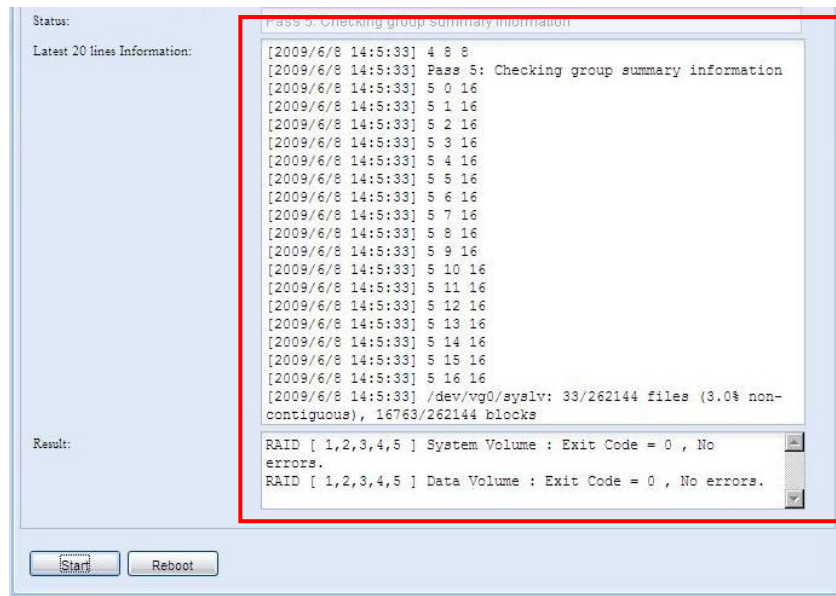 Status:
Pass 5: Checking group summary information
Latest 20 lines Information:
[2009/6/8 14:5:33] 4 8 8
[2009/6/8 14:5:33] Pass 5: Checking group summary information
[2009/6/8 14:5:33] 5 0 16
[2009/6/8 14:5:33] 5 1 16
[2009/6/8 14:5:33] 5 2 16
[2009/6/8 14:5:33] 5 3 16
[2009/6/8 14:5:33] 5 4 16
[2009/6/8 14:5:33] 5 5 16
[2009/6/8 14:5:33] 5 6 16
[2009/6/8 14:5:33] 5 7 16
[2009/6/8 14:5:33] 5 8 16
[2009/6/8 14:5:33] 5 9 16
[2009/6/8 14:5:33] 5 10 16
[2009/6/8 14:5:33] 5 11 16
[2009/6/8 14:5:33] 5 12 16
[2009/6/8 14:5:33] 5 13 16
[2009/6/8 14:5:33] 5 14 16
[2009/6/8 14:5:33] 5 15 16
[2009/6/8 14:5:33] 5 16 16
[2009/6/8 14:5:33] /dev/vg0/syslv: 33/262144 files (3.0% non-
contiguous), 16763/262144 blocks
Result:
RAID [ 1,2,3,4,5 ] System Volume : Exit Code = 0 , No
errors.
RAID [ 1,2,3,4,5 ] Data Volume : Exit Code = 0 , No errors.
Start
Reboot